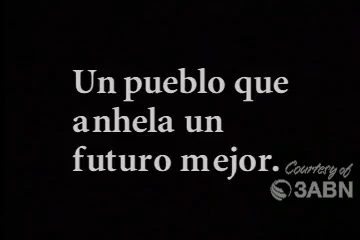 Un pueblo que
anhela un
futuro mejor.
Courtesy of
3ABN